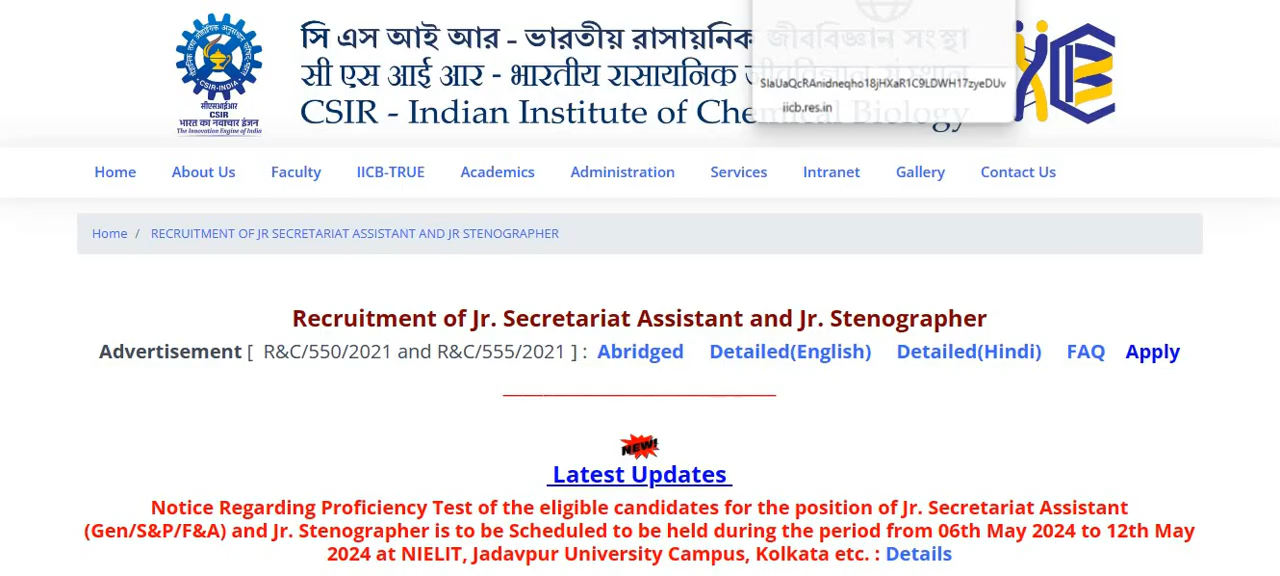 সি এস আই আর - ভারতীয় রাসায়নিক জীববিজ্ঞান সংস্থা
सी एस आई आर - भारतीय रासायनिक जीवविज्ञान संस्थान
CSIR - Indian Institute of Chemical Biology
CSIR-INDIA
सीएसआईआर
CSIR
भारत का नवाचार इंजन
The Innovation Engine of India
iicb.res.in
Home About Us Faculty IICB-TRUE Academics Administration Services Intranet Gallery Contact Us
Home / RECRUITMENT OF JR SECRETARIAT ASSISTANT AND JR STENOGRAPHER
Recruitment of Jr. Secretariat Assistant and Jr. Stenographer
Advertisement [ R&C/550/2021 and R&C/555/2021 ] : Abridged Detailed(English) Detailed(Hindi) FAQ Apply
NEW!
Latest Updates
Notice Regarding Proficiency Test of the eligible candidates for the position of Jr. Secretariat Assistant
(Gen/S&P/F&A) and Jr. Stenographer is to be Scheduled to be held during the period from 06th May 2024 to 12th May
2024 at NIELIT, Jadavpur University Campus, Kolkata etc. : Details